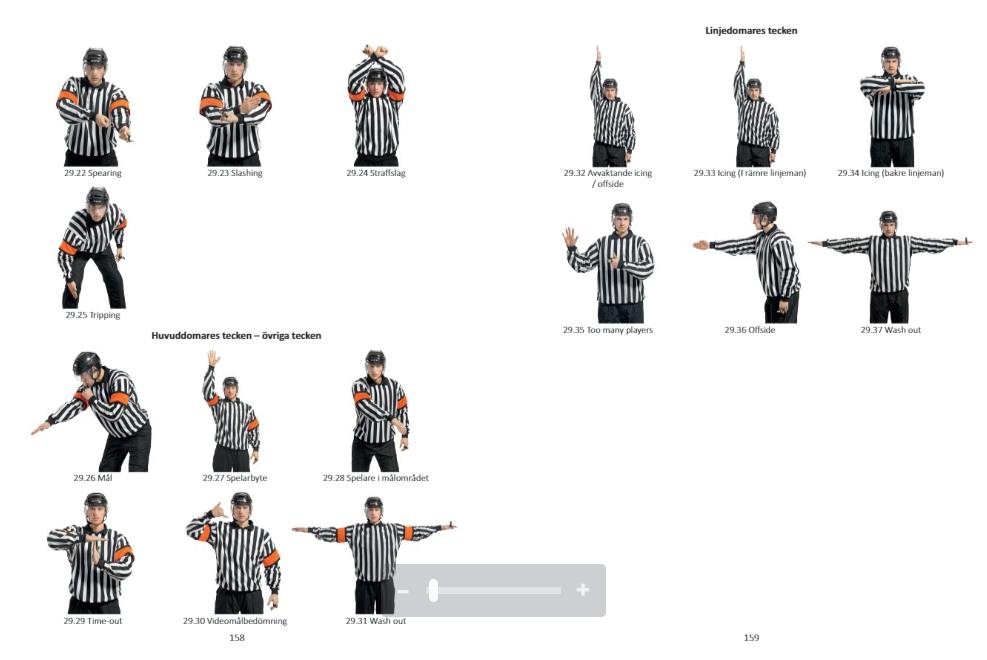 29.22 Spearing
29.23 Slashing
29.24 Straffslag
29.25 Tripping
Huvuddomares tecken – övriga tecken
29.26 Mål
29.27 Spelarbyte
29.28 Spelare i målområdet
29.29 Time-out
29.30 Videomålbedömning
29.31 Wash out
158
Linjedomares tecken
29.32 Avvaktande icing
/ offside
29.33 Icing (främre linjeman)
29.34 Icing (bakre linjeman)
29.35 Too many players
29.36 Offside
29.37 Wash out
159